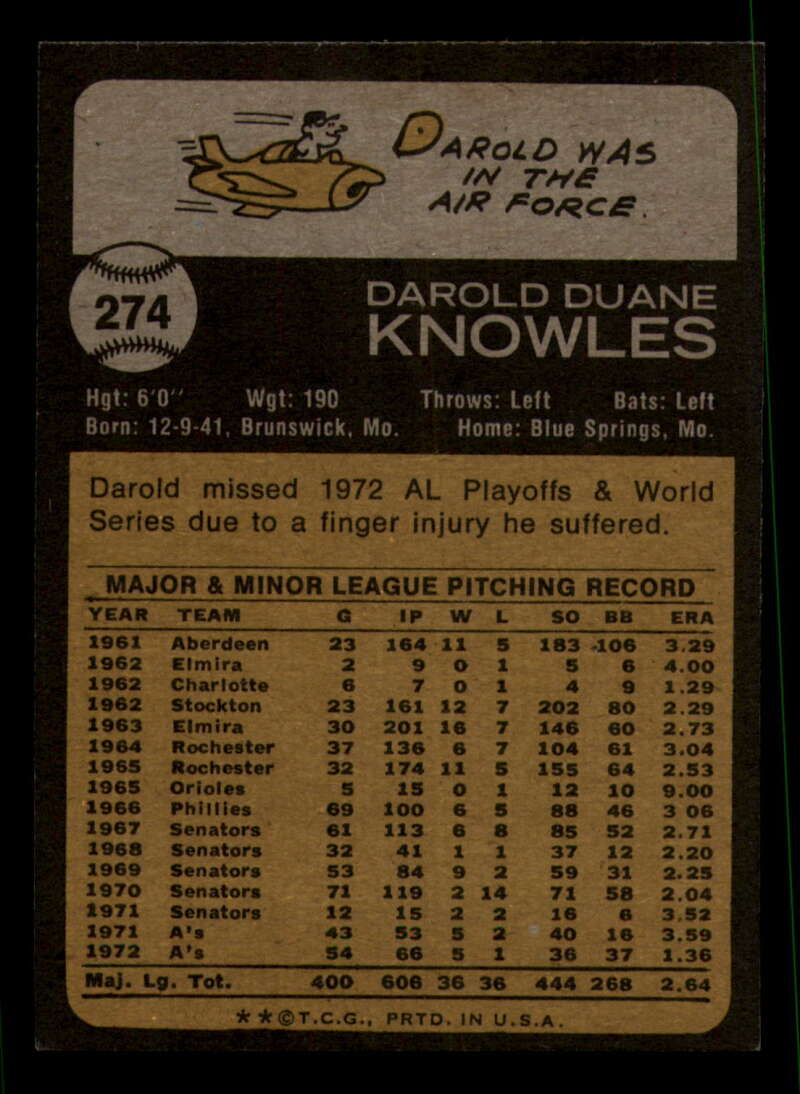 DAROLD WAS
IN THE
AIR FORCE.
274
DAROLD DUANE
KNOWLES
Hgt: 6'0" Wgt: 190 Throws: Left Bats: Left
Born: 12-9-41, Brunswick, Mo. Home: Blue Springs, Mo.
Darold missed 1972 AL Playoffs & World
Series due to a finger injury he suffered.
MAJOR & MINOR LEAGUE PITCHING RECORD
YEAR TEAM G IP W L SO BB ERA
1961 Aberdeen 23 164 11 5 183 106 3.29
1962 Elmira 2 9 0 1 5 6 4.00
1962 Charlotte 6 7 0 1 4 9 1.29
1962 Stockton 23 161 12 7 202 80 2.29
1963 Elmira 30 201 16 7 146 60 2.73
1964 Rochester 37 136 6 7 104 61 3.04
1965 Rochester 32 174 11 5 155 64 2.53
1965 Orioles 5 15 0 1 12 10 9.00
1966 Phillies 69 100 6 5 88 46 3 06
1967 Senators 61 113 6 8 85 52 2.71
1968 Senators 32 41 1 1 37 12 2.20
1969 Senators 53 84 9 2 59 31 2.25
1970 Senators 71 119 2 14 71 58 2.04
1971 Senators 12 15 2 2 16 6 3.52
1971 A's 43 53 5 2 40 16 3.59
1972 A's 54 66 5 1 36 37 1.36
Maj. Lg. Tot. 400 606 36 36 444 268 2.64
**©T.C.G., PRTD. IN U.S.A.